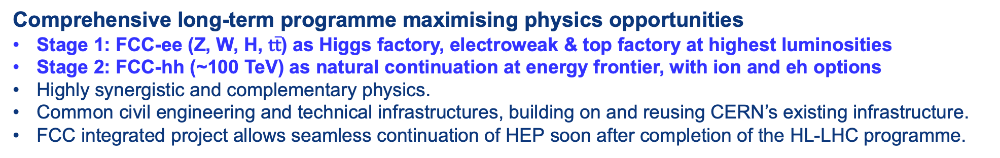 Comprehensive long-term programme maximising physics opportunities
• Stage 1: FCC-ee (Z, W, H, tt̅) as Higgs factory, electroweak & top factory at highest luminosities
• Stage 2: FCC-hh (~100 TeV) as natural continuation at energy frontier, with ion and eh options
• Highly synergistic and complementary physics.
• Common civil engineering and technical infrastructures, building on and reusing CERN’s existing infrastructure.
• FCC integrated project allows seamless continuation of HEP soon after completion of the HL-LHC programme.